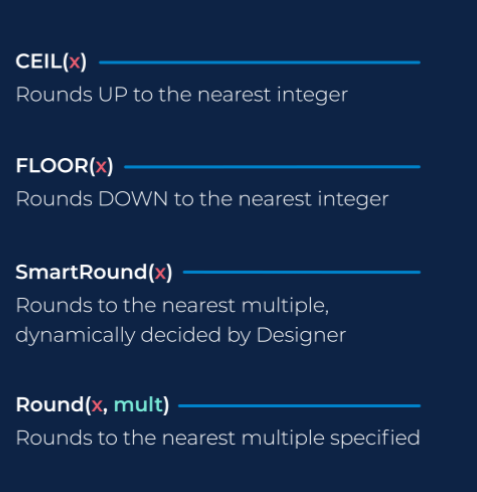 CEIL(x)
Rounds UP to the nearest integer
FLOOR(x)
Rounds DOWN to the nearest integer
SmartRound(x)
Rounds to the nearest multiple,
dynamically decided by Designer
Round(x, mult)
Rounds to the nearest multiple specified